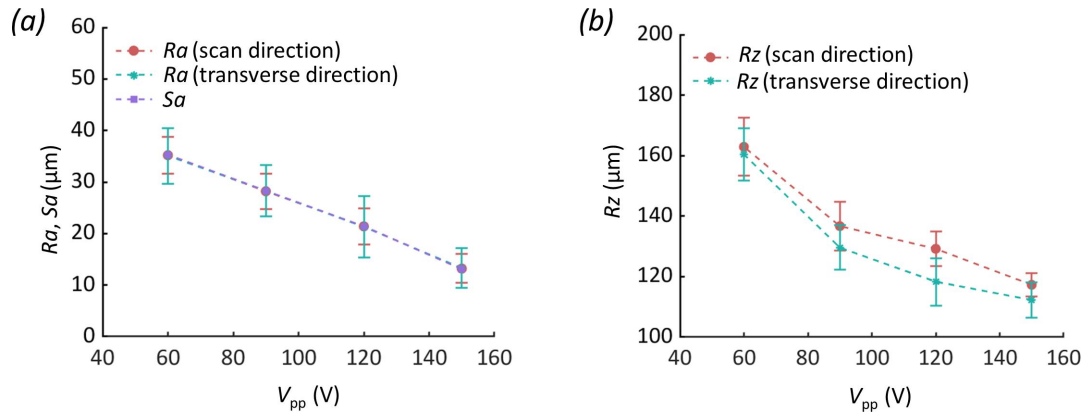 (a)
60
50
40
30
20
10
0
Ra, Sa (μm)
Ra (scan direction)
Ra (transverse direction)
Sa
40 60 80 100 120 140 160
Vpp (V)
(b)
200
180
160
140
120
100
Rz (μm)
Rz (scan direction)
Rz (transverse direction)
40 60 80 100 120 140 160
Vpp (V)